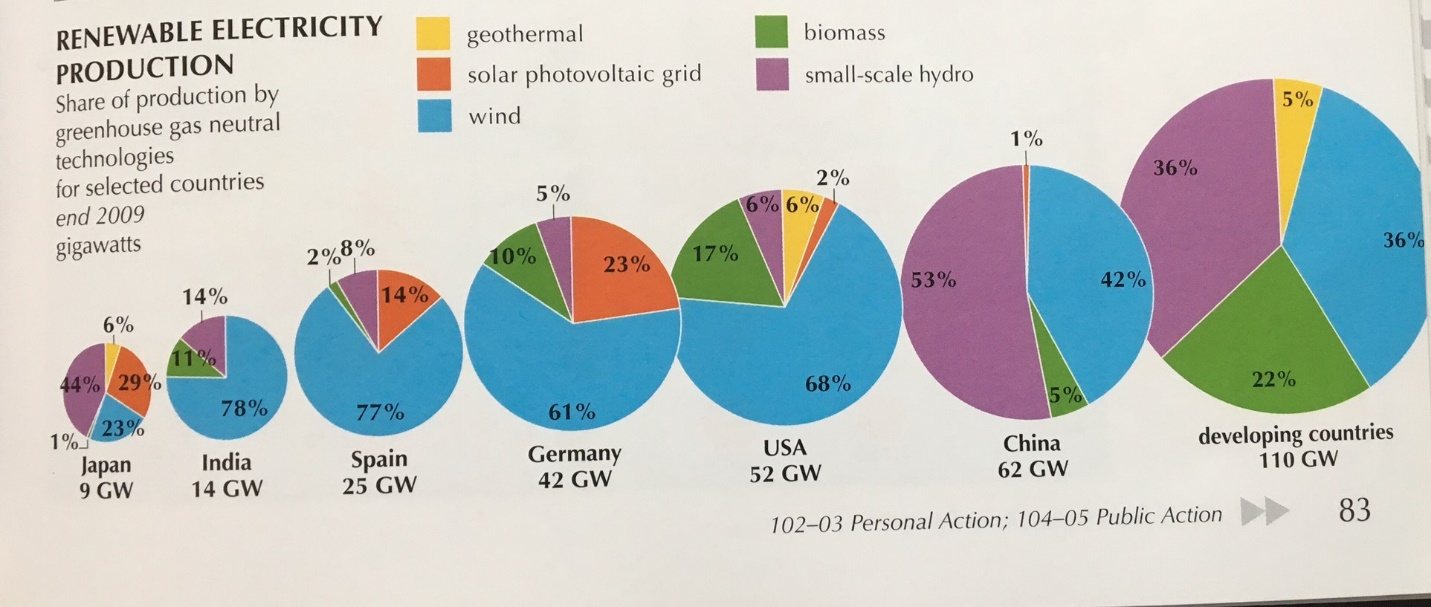 RENEWABLE ELECTRICITY
PRODUCTION
Share of production by
greenhouse gas neutral
technologies
for selected countries
end 2009
gigawatts
geothermal
solar photovoltaic grid
wind
biomass
small-scale hydro
6%
44%
29%
1%
23%
Japan
9 GW
14%
11%
78%
India
14 GW
2%
8%
14%
77%
Spain
25 GW
5%
10%
23%
61%
Germany
42 GW
2%
6%
6%
17%
68%
USA
52 GW
1%
53%
42%
5%
China
62 GW
5%
36%
36%
22%
developing countries
110 GW
102–03 Personal Action; 104–05 Public Action
83